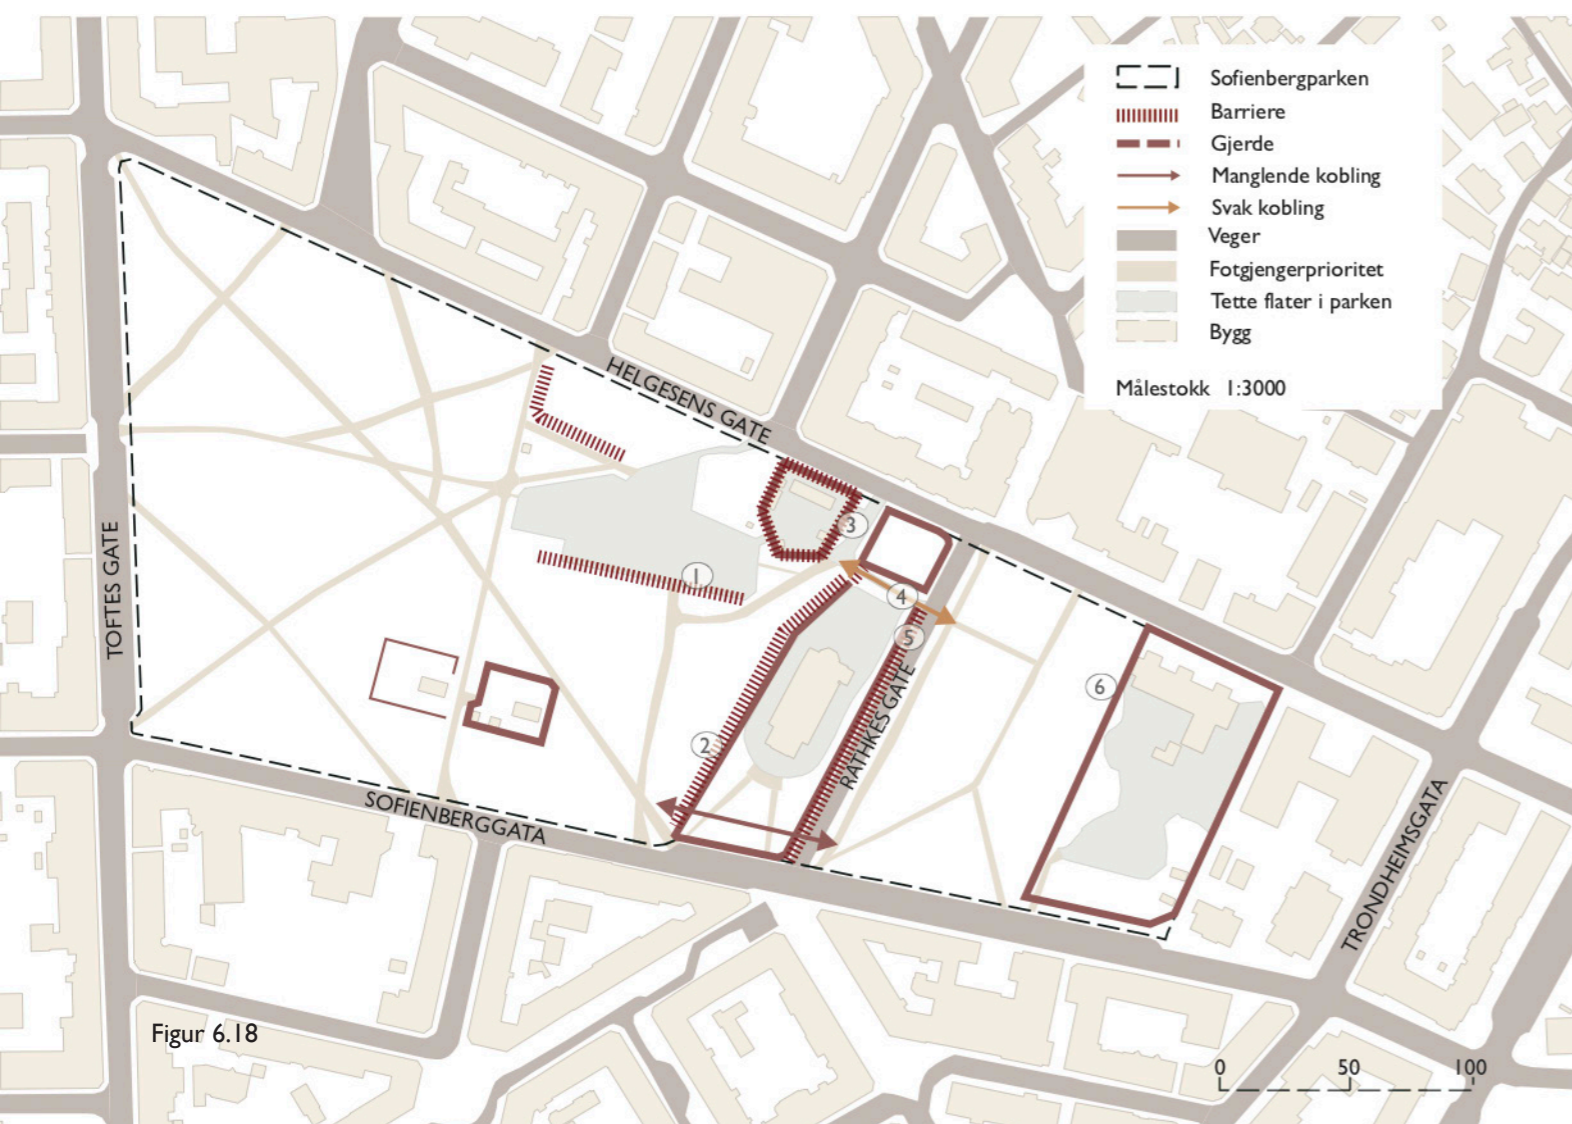 Sofienbergparken
Barriere
Gjerde
Manglende kobling
Svak kobling
Veger
Fotgjengerprioritet
Tette flater i parken
Bygg
Målestokk 1:3000
HELGESENS GATE
TOFTES GATE
3
1
4
5
6
2
RATHKES GATE
SOFIENBERGGATA
TRONDHEIMSGATA
Figur 6.18
0 50 100